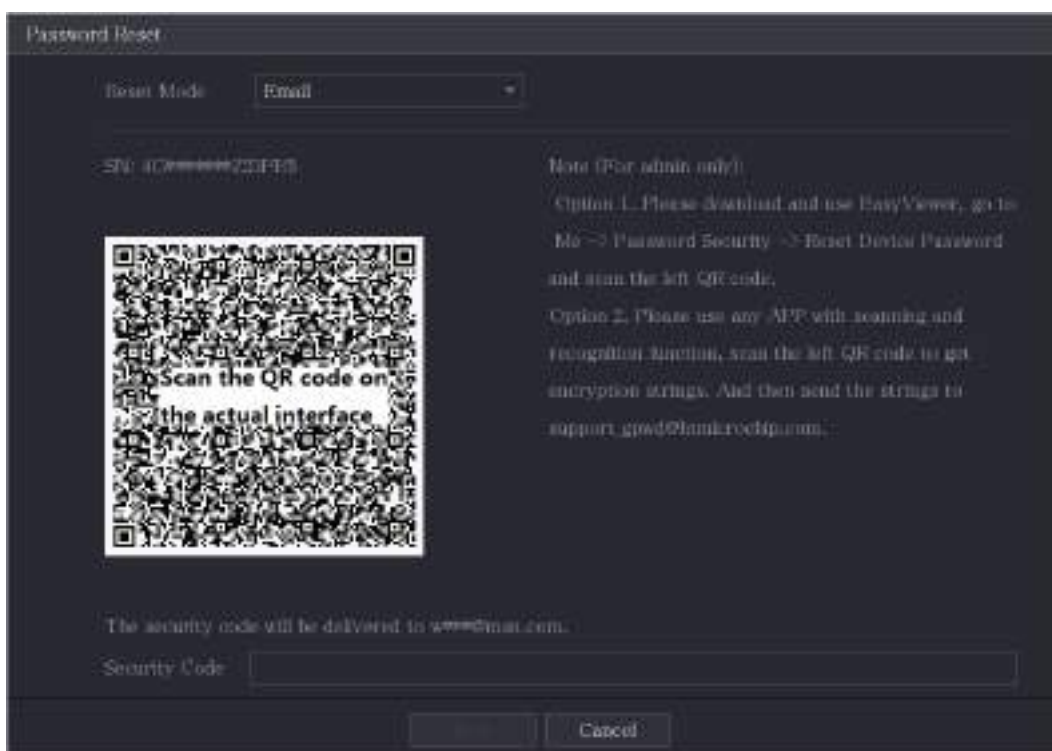 Password Reset
Reset Mode
Email
SN:
Note (For admin only):
Option 1. Please download and use EasyViewer, go to
Me -> Password Security -> Reset Device Password
and scan the left QR code.
Option 2. Please use any APP with scanning and
recognition function, scan the left QR code to get
encryption strings. And then send the strings to
Scan the QR code on
the actual interface
The security code will be delivered to w***@msn.com.
Security Code
Cancel